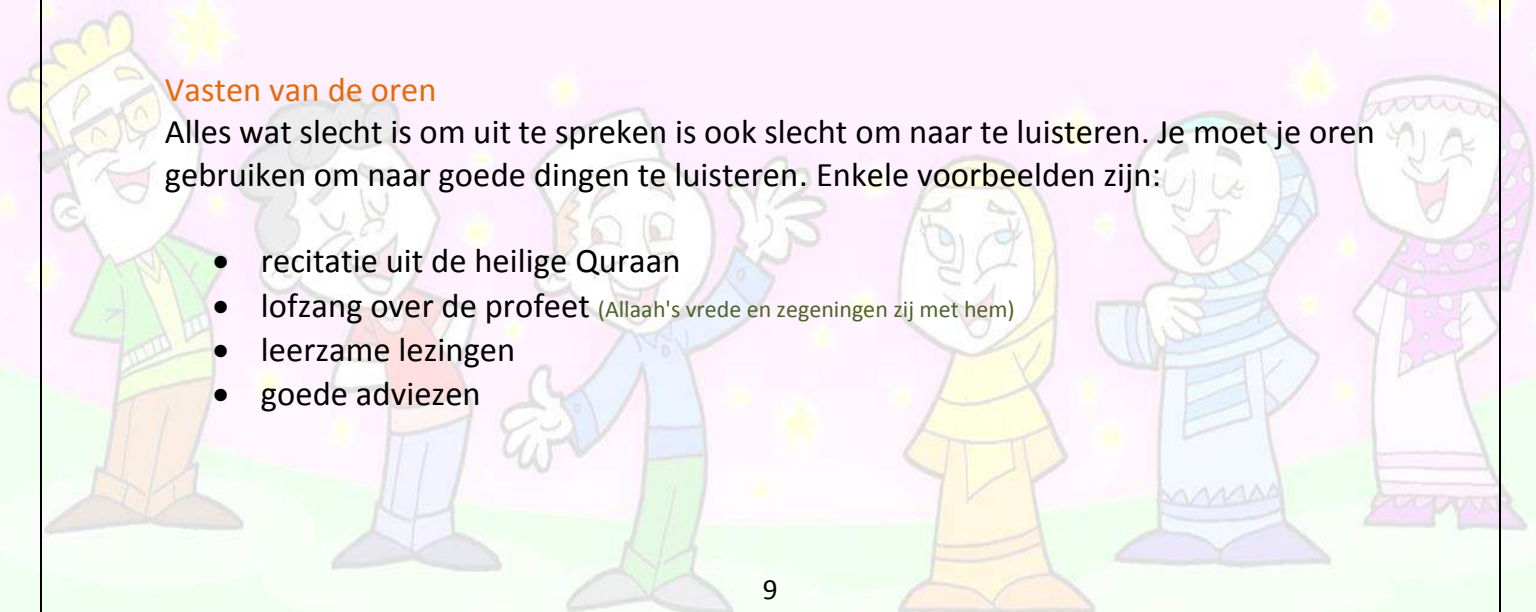 Vasten van de oren
Alles wat slecht is om uit te spreken is ook slecht om naar te luisteren. Je moet je oren
gebruiken om naar goede dingen te luisteren. Enkele voorbeelden zijn:
• recitatie uit de heilige Quraan
• lofzang over de profeet (Allaah's vrede en zegeningen zij met hem)
• leerzame lezingen
• goede adviezen
9